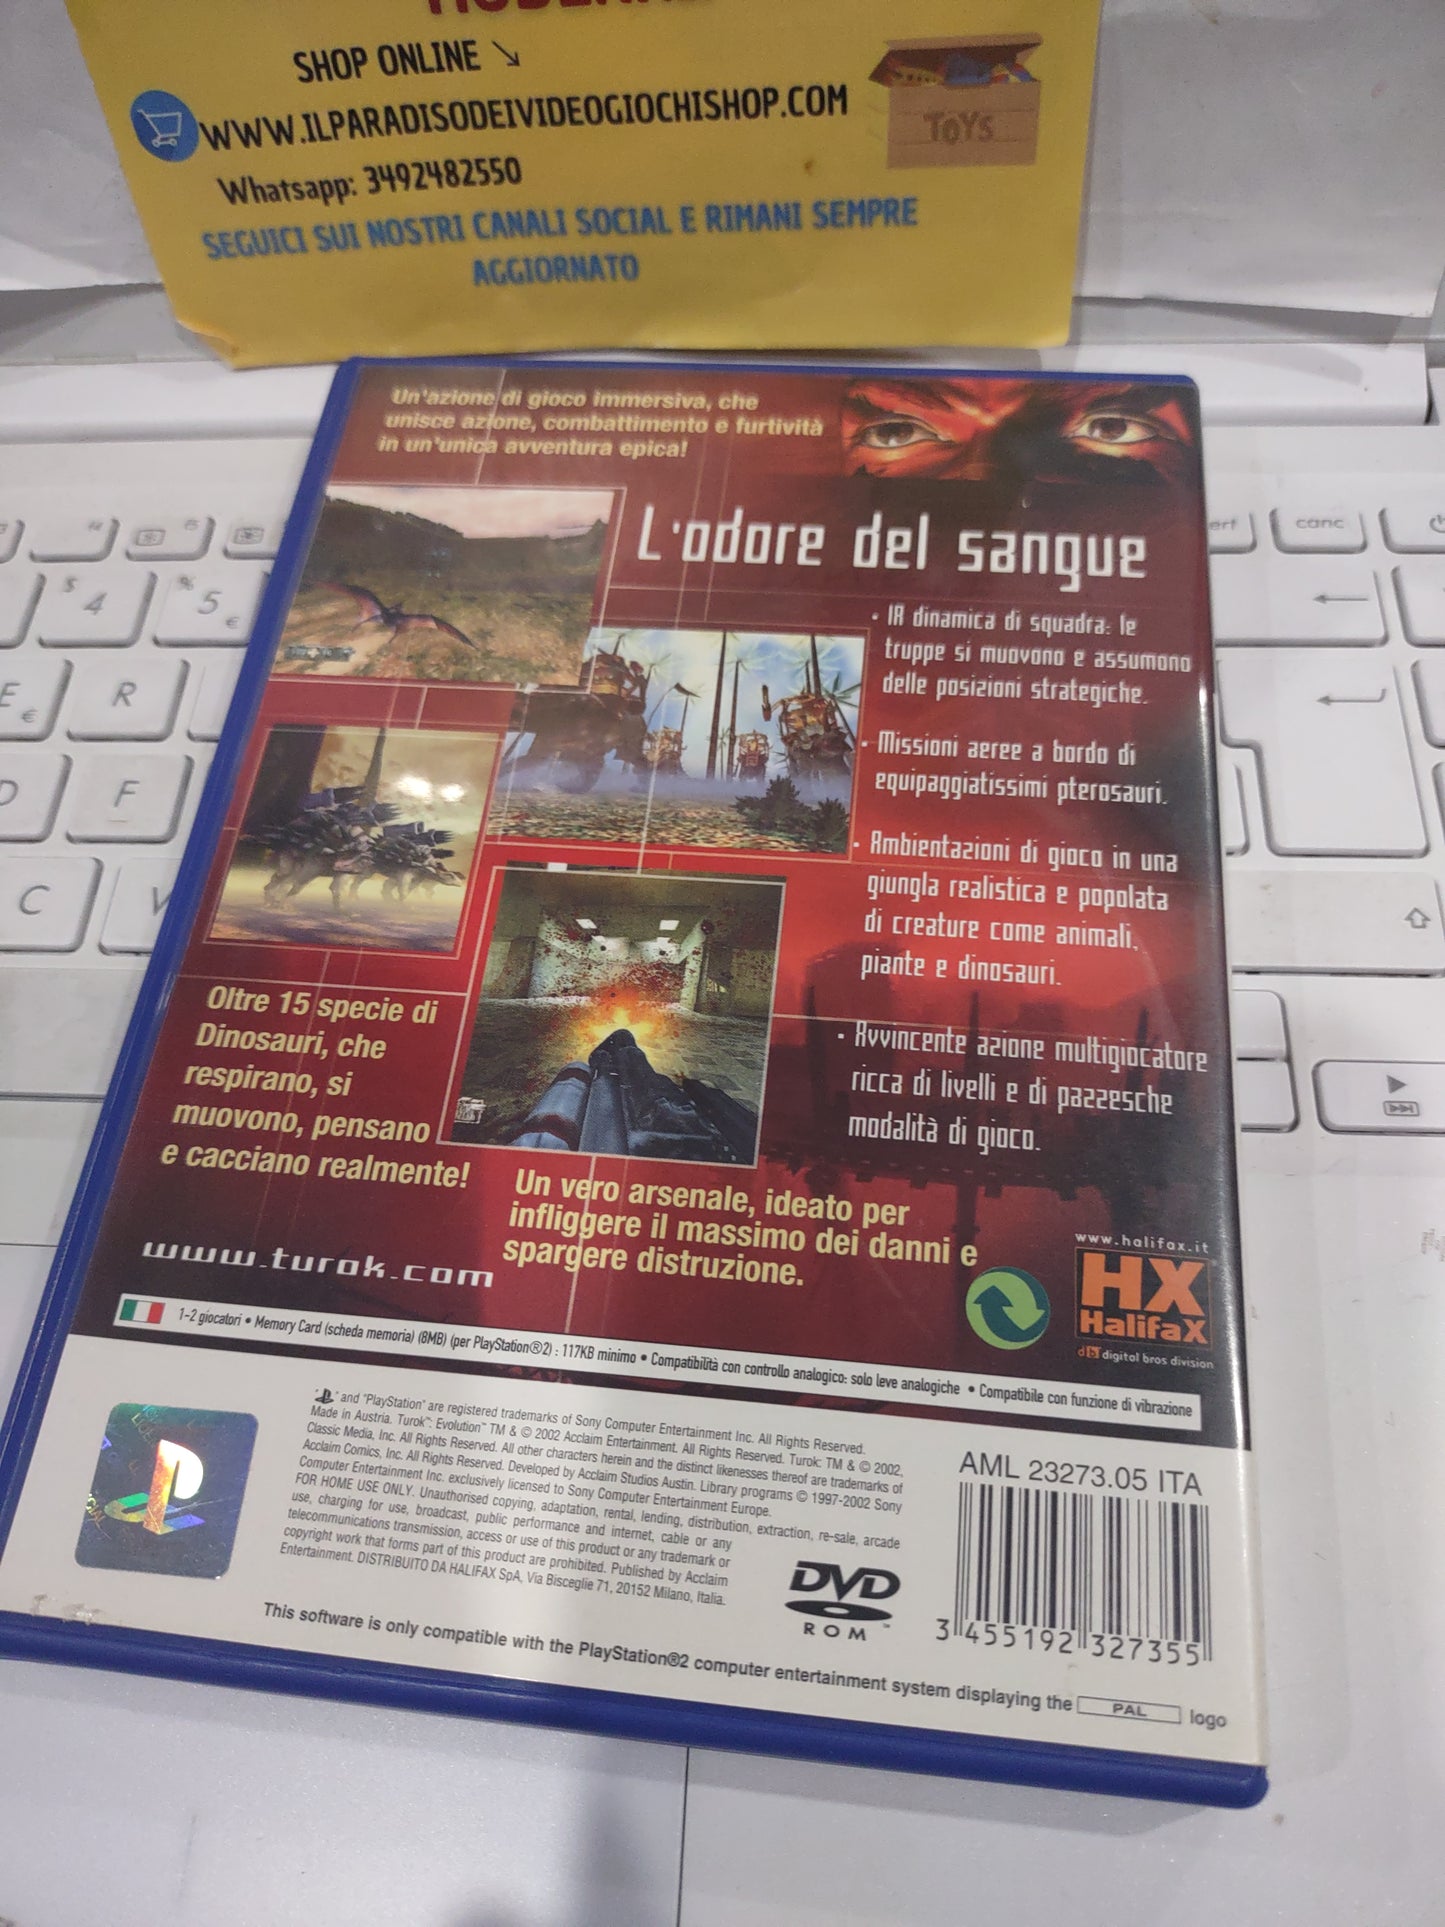 SHOP ONLINE
WWW.ILPARADISODEIVIDEOGIOCHISHOP.COM
TOYS
Whatsapp: 3492482550
SEGUICI SUI NOSTRI CANALI SOCIAL E RIMANI SEMPRE
AGGIORNATO
Un'azione di gioco immersiva, che
unisce azione, combattimento e furtività
in un'unica avventura epica!
L'odore del sangue
• IA dinamica di squadra: le
truppe si muovono e assumono
delle posizioni strategiche.
• Missioni aeree a bordo di
equipaggiatissimi pterosauri.
• Ambientazioni di gioco in una
giungla realistica e popolata
di creature come animali,
piante e dinosauri.
• Avvincente azione multigiocatore
ricca di livelli e di pazzesche
modalità di gioco.
Oltre 15 specie di
Dinosauri, che
respirano, si
muovono, pensano
e cacciano realmente!
Un vero arsenale, ideato per
infliggere il massimo dei danni e
spargere distruzione.
www.turok.com
www.halifax.it
HX
HalifaX
db digital bros division
1-2 giocatori • Memory Card (scheda memoria) (8MB) (per PlayStation®2) : 117KB minimo • Compatibilità con controllo analogico: solo leve analogiche • Compatibile con funzione di vibrazione
" " and "PlayStation" are registered trademarks of Sony Computer Entertainment Inc. All Rights Reserved.
Made in Austria. Turok™: Evolution™ TM & © 2002 Acclaim Entertainment. All Rights Reserved. Turok: TM & © 2002,
Classic Media, Inc. All Rights Reserved. All other characters herein and the distinct likenesses thereof are trademarks of
Acclaim Comics, Inc. All Rights Reserved. Developed by Acclaim Studios Austin. Library programs © 1997-2002 Sony
Computer Entertainment Inc. exclusively licensed to Sony Computer Entertainment Europe.
FOR HOME USE ONLY. Unauthorised copying, adaptation, rental, lending, distribution, extraction, re-sale, arcade
use, charging for use, broadcast, public performance and internet, cable or any
telecommunications transmission, access or use of this product or any trademark or
copyright work that forms part of this product are prohibited. Published by Acclaim
Entertainment. DISTRIBUITO DA HALIFAX SpA, Via Bisceglie 71, 20152 Milano, Italia.
AML 23273.05 ITA
DVD
ROM
3 455192 327355
This software is only compatible with the PlayStation®2 computer entertainment system displaying the PAL logo
canc
$ 4
% 5 €
E €
R
D
F
C
V